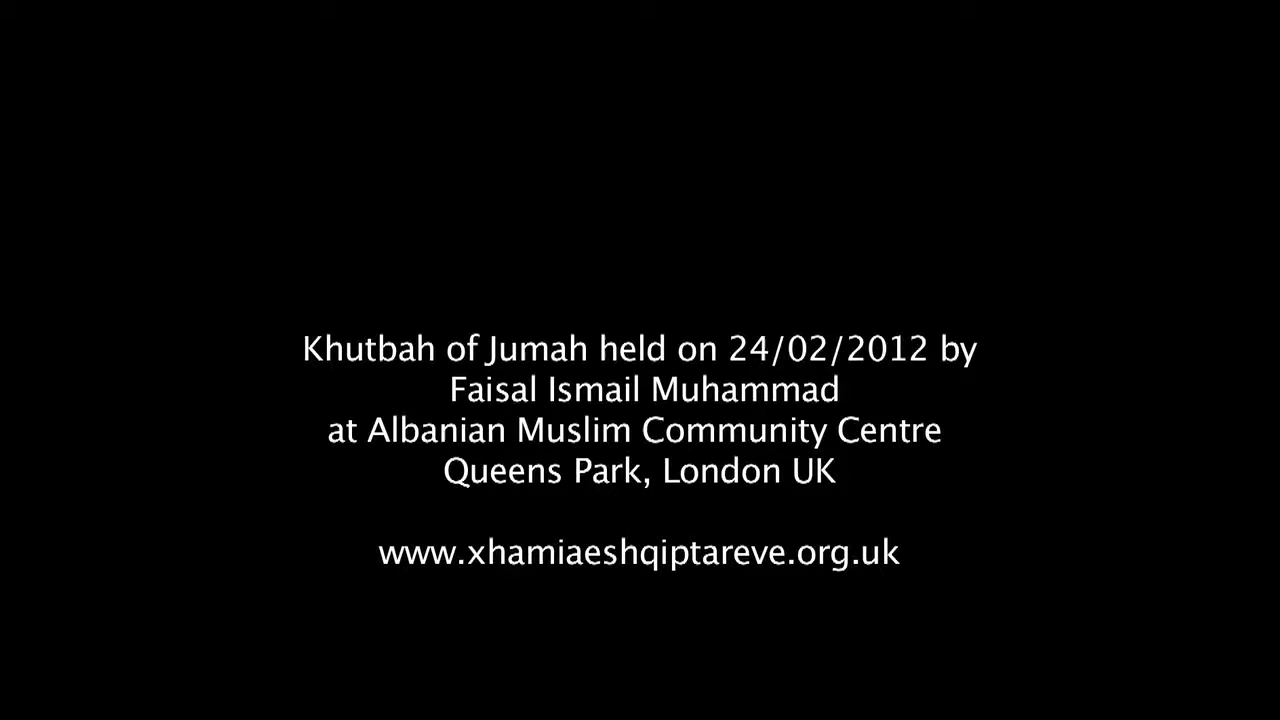 Khutbah of Jumah held on 24/02/2012 by
Faisal Ismail Muhammad
at Albanian Muslim Community Centre
Queens Park, London UK
www.xhamiaeshqiptareve.org.uk